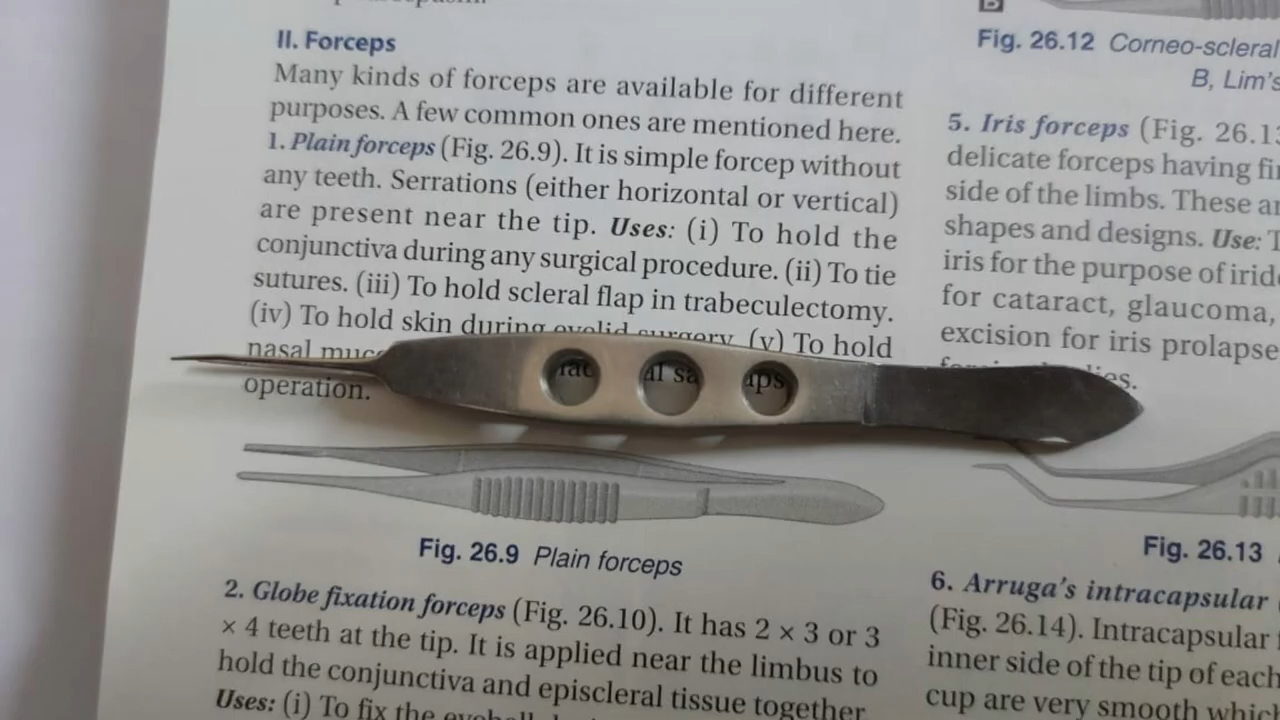 II. Forceps
Many kinds of forceps are available for different
purposes. A few common ones are mentioned here.
1. Plain forceps (Fig. 26.9). It is simple forcep without
any teeth. Serrations (either horizontal or vertical)
are present near the tip. Uses: (i) To hold the
conjunctiva during any surgical procedure. (ii) To tie
sutures. (iii) To hold scleral flap in trabeculectomy.
(iv) To hold skin during eyelid surgery. (v) To hold
nasal
operation.
Fig. 26.9 Plain forceps
2. Globe fixation forceps (Fig. 26.10). It has 2 × 3 or 3
× 4 teeth at the tip. It is applied near the limbus to
hold the conjunctiva and episcleral tissue together
Uses: (i) To fix the eyeball
B
Fig. 26.12 Corneo-scleral
B, Lim's
5. Iris forceps (Fig. 26.1
delicate forceps having
side of the limbs. These
shapes and designs. Use:
iris for the purpose of
for cataract, glaucoma,
excision for iris prolapse
Fig. 26.13
6. Arruga's intracapsular
(Fig. 26.14). Intracapsular
inner side of the tip of each
cup are very smooth which